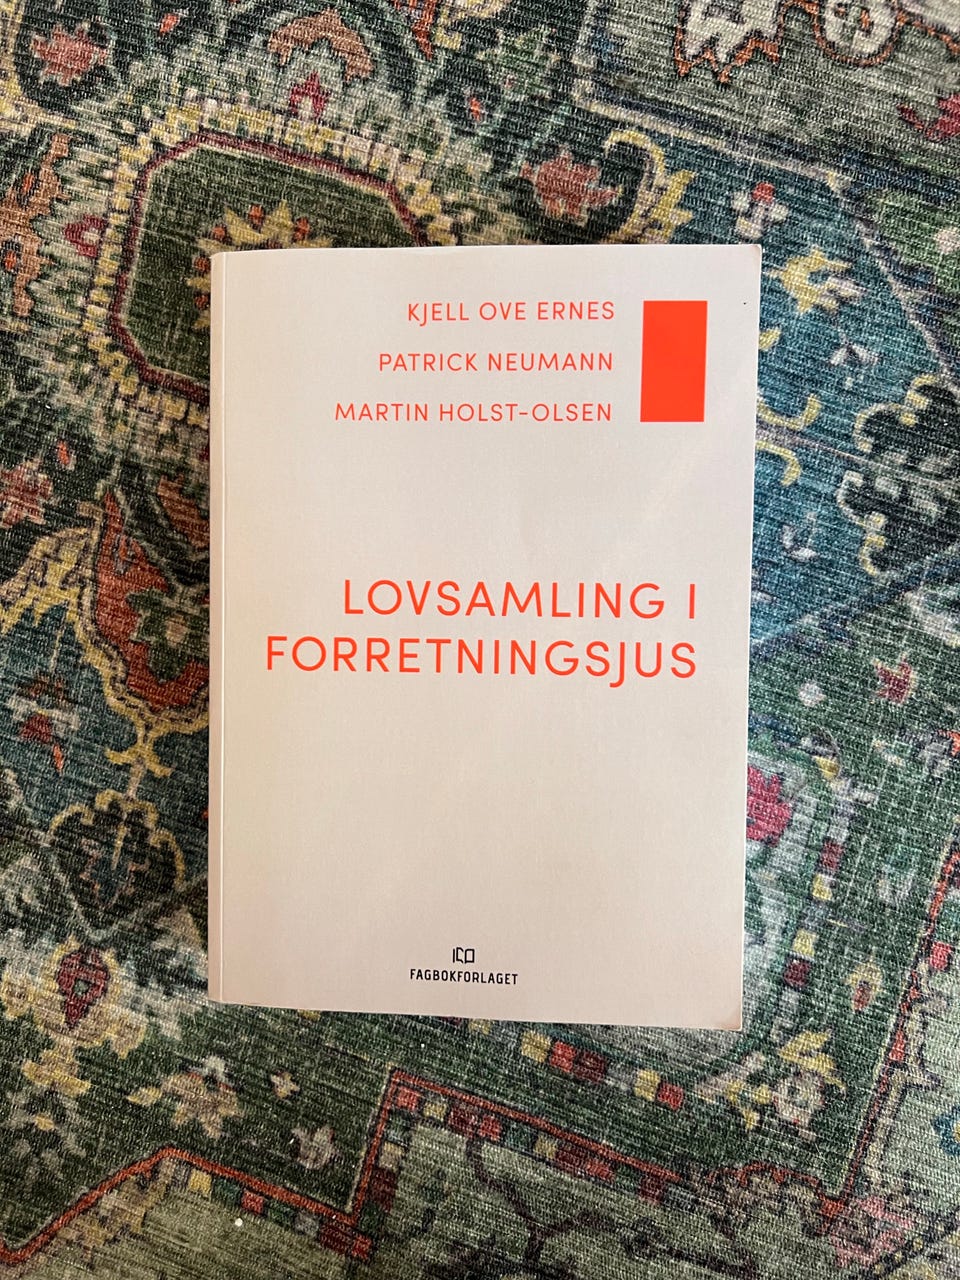 KJELL OVE ERNES
PATRICK NEUMANN
MARTIN HOLST-OLSEN
LOVSAMLING I
FORRETNINGSJUS
FAGBOKFORLAGET